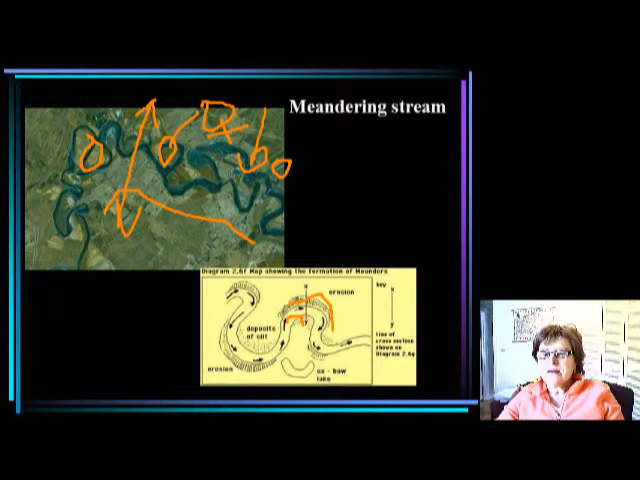 Meandering stream
Diagram 2.6f Map showing the formation of Meanders
erosion
key
x
x
deposits
of silt
y
line of
cross section
shown on
Diagram 2.6g
erosion
ox - bow
lake